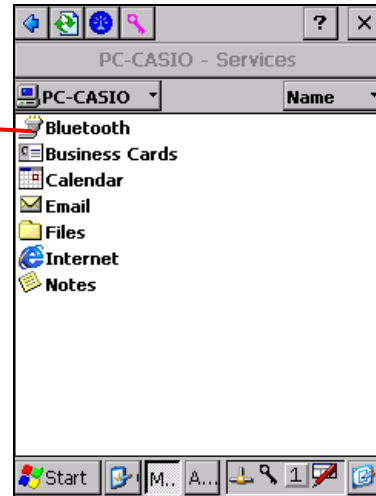 ? ×
PC-CASIO - Services
PC-CASIO Name
Bluetooth
Business Cards
Calendar
Email
Files
Internet
Notes
Start M.. A... 1